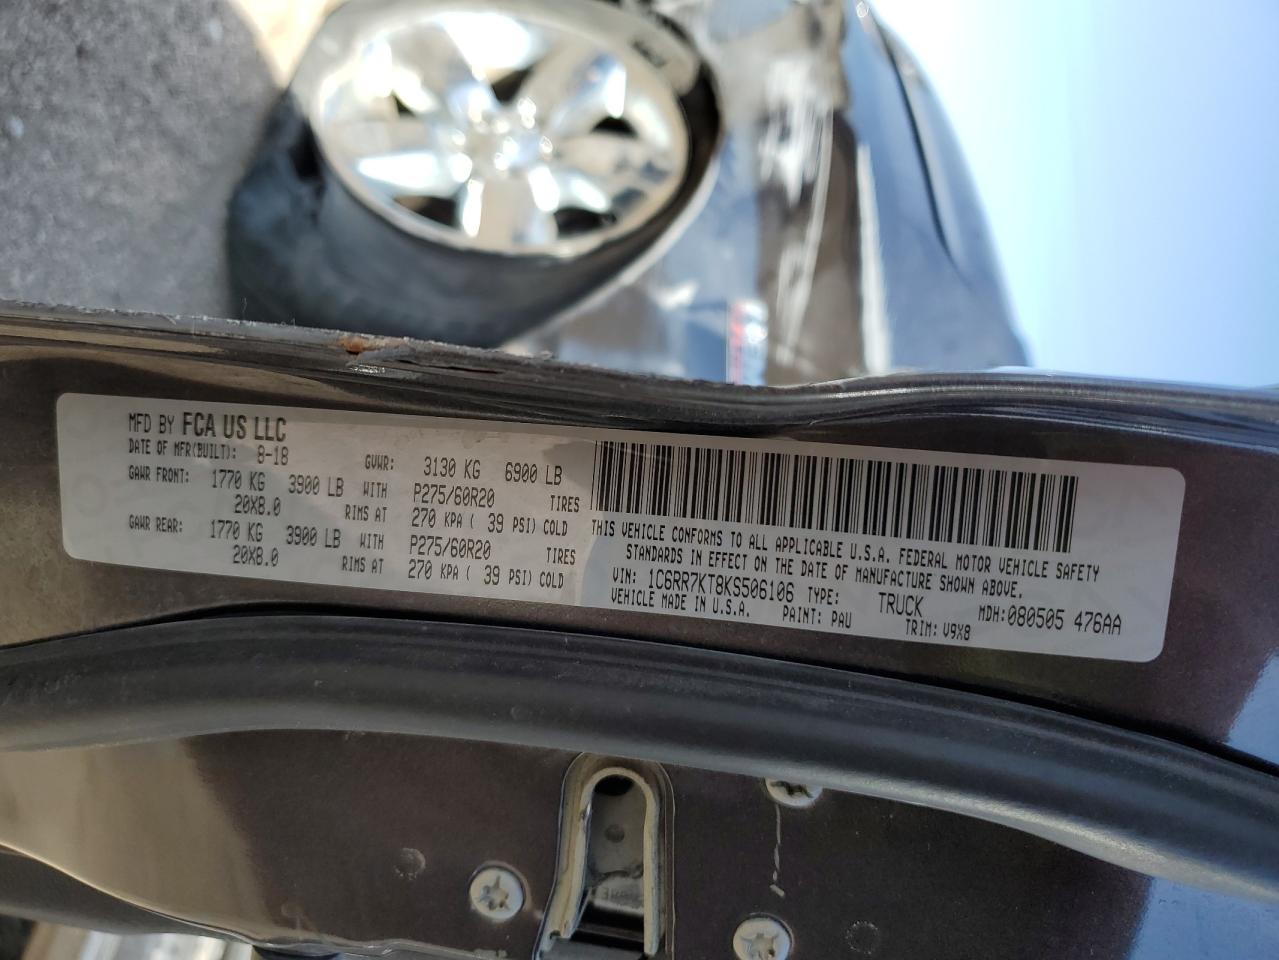 MFD BY FCA US LLC
DATE OF MFR(BUILT): 8-18 GVWR: 3130 KG 6900 LB
GAWR FRONT: 1770 KG 3900 LB WITH P275/60R20 TIRES
20X8.0 RIMS AT 270 KPA ( 39 PSI) COLD
GAWR REAR: 1770 KG 3900 LB WITH P275/60R20 TIRES
20X8.0 RIMS AT 270 KPA ( 39 PSI) COLD
THIS VEHICLE CONFORMS TO ALL APPLICABLE U.S.A. FEDERAL MOTOR VEHICLE SAFETY
STANDARDS IN EFFECT ON THE DATE OF MANUFACTURE SHOWN ABOVE.
VIN: 1C6RR7KT8KS506106 TYPE: TRUCK MDH:080505 476AA
VEHICLE MADE IN U.S.A. PAINT: PAU TRIM: V9X8